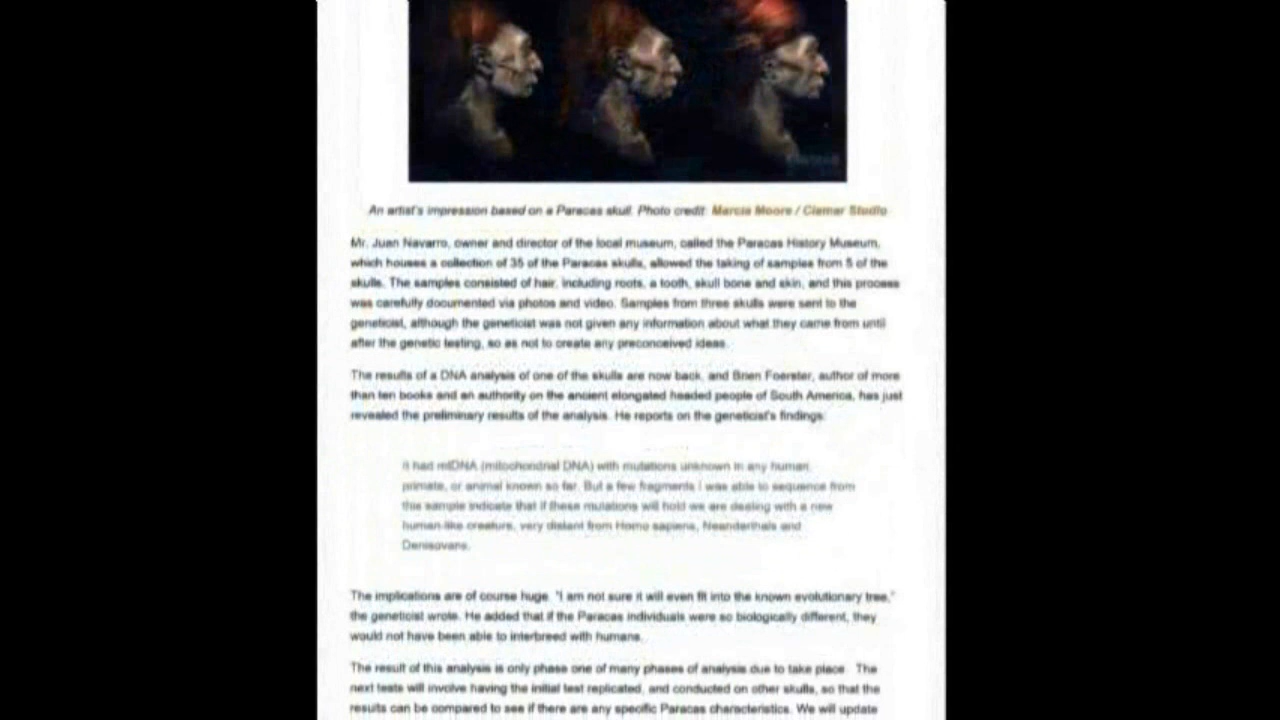 An artist's impression based on a Paracas skull. Photo credit: Marcia Moore / Ciamar Studio
Mr. Juan Navarro, owner and director of the local museum, called the Paracas History Museum,
which houses a collection of 35 of the Paracas skulls, allowed the taking of samples from 5 of the
skulls. The samples consisted of hair, including roots, a tooth, skull bone and skin, and this process
was carefully documented via photos and video. Samples from three skulls were sent to the
geneticist, although the geneticist was not given any information about what they came from until
after the genetic testing, so as not to create any preconceived ideas.
The results of a DNA analysis of one of the skulls are now back, and Brien Foerster, author of more
than ten books and an authority on the ancient elongated headed people of South America, has just
revealed the preliminary results of the analysis. He reports on the geneticist's findings:
It had mtDNA (mitochondrial DNA) with mutations unknown in any human,
primate, or animal known so far. But a few fragments I was able to sequence from
this sample indicate that if these mutations will hold we are dealing with a new
human-like creature, very distant from Homo sapiens, Neanderthals and
Denisovans.
The implications are of course huge. "I am not sure it will even fit into the known evolutionary tree,"
the geneticist wrote. He added that if the Paracas individuals were so biologically different, they
would not have been able to interbreed with humans.
The result of this analysis is only phase one of many phases of analysis due to take place. The
next tests will involve having the initial test replicated, and conducted on other skulls, so that the
results can be compared to see if there are any specific Paracas characteristics. We will update